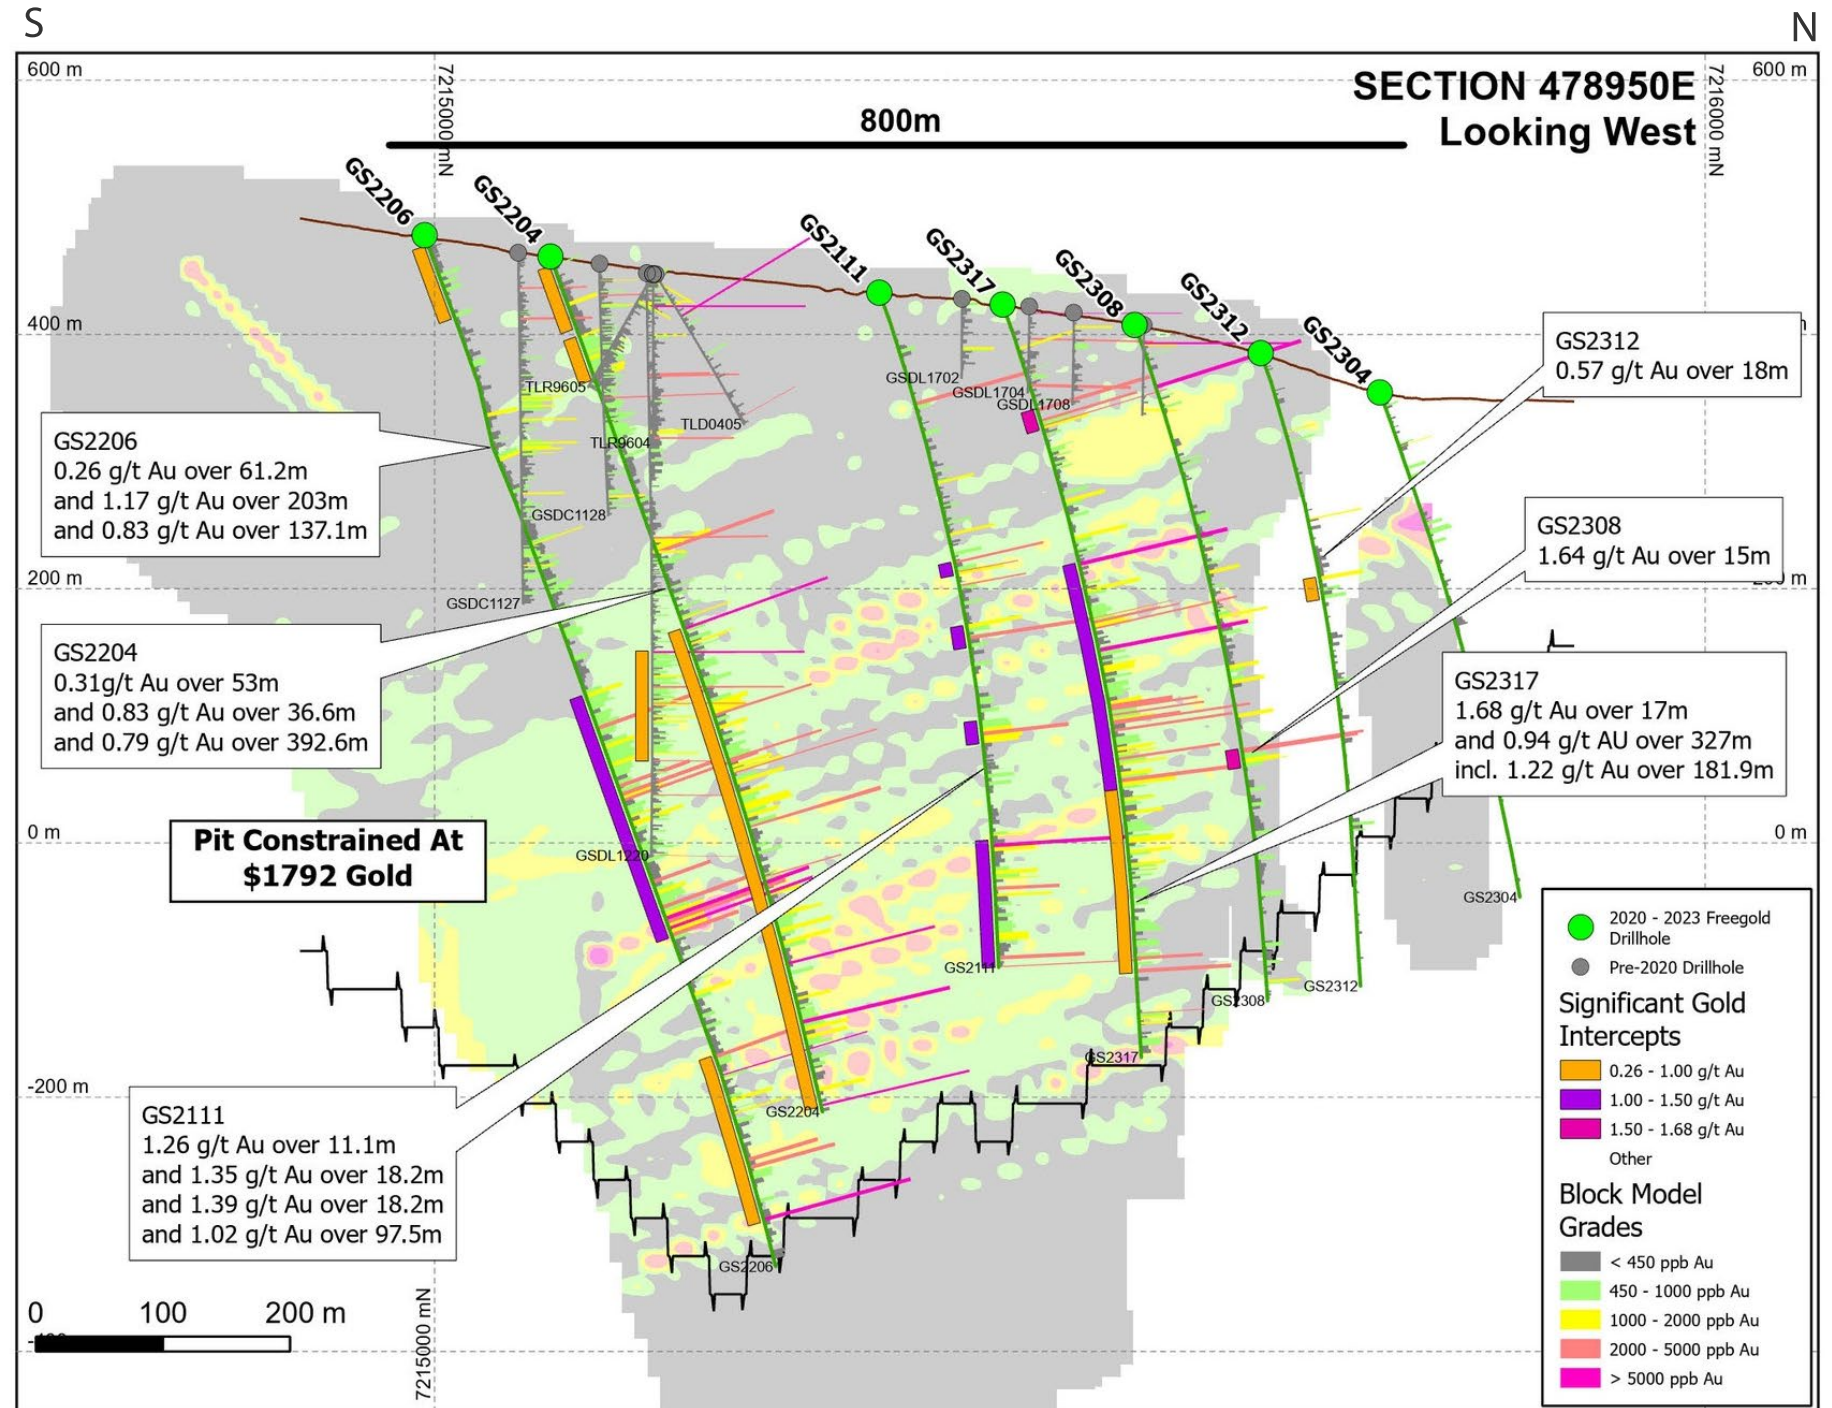 S
N
600 m
7215000 mN
7216000 mN
600 m
SECTION 478950E
Looking West
800m
GS2206
GS2204
GS2111
GS2317
GS2308
GS2312
GS2304
400 m
GS2312
0.57 g/t Au over 18m
TLR9605
TLD0405
TLR9604
GSDL1702
GSDL1704
GSDL1708
GS2206
0.26 g/t Au over 61.2m
and 1.17 g/t Au over 203m
and 0.83 g/t Au over 137.1m
GSDC1128
GS2308
1.64 g/t Au over 15m
200 m
200 m
GSDC1127
GS2204
0.31g/t Au over 53m
and 0.83 g/t Au over 36.6m
and 0.79 g/t Au over 392.6m
GS2317
1.68 g/t Au over 17m
and 0.94 g/t AU over 327m
incl. 1.22 g/t Au over 181.9m
0 m
0 m
Pit Constrained At
$1792 Gold
GSDL1220
GS2304
GS2111
GS2308
GS2312
GS2317
-200 m
GS2204
GS2111
1.26 g/t Au over 11.1m
and 1.35 g/t Au over 18.2m
and 1.39 g/t Au over 18.2m
and 1.02 g/t Au over 97.5m
GS2206
7215000 mN
0 100 200 m
2020 - 2023 Freegold
Drillhole
Pre-2020 Drillhole
Significant Gold
Intercepts
0.26 - 1.00 g/t Au
1.00 - 1.50 g/t Au
1.50 - 1.68 g/t Au
Other
Block Model
Grades
< 450 ppb Au
450 - 1000 ppb Au
1000 - 2000 ppb Au
2000 - 5000 ppb Au
> 5000 ppb Au